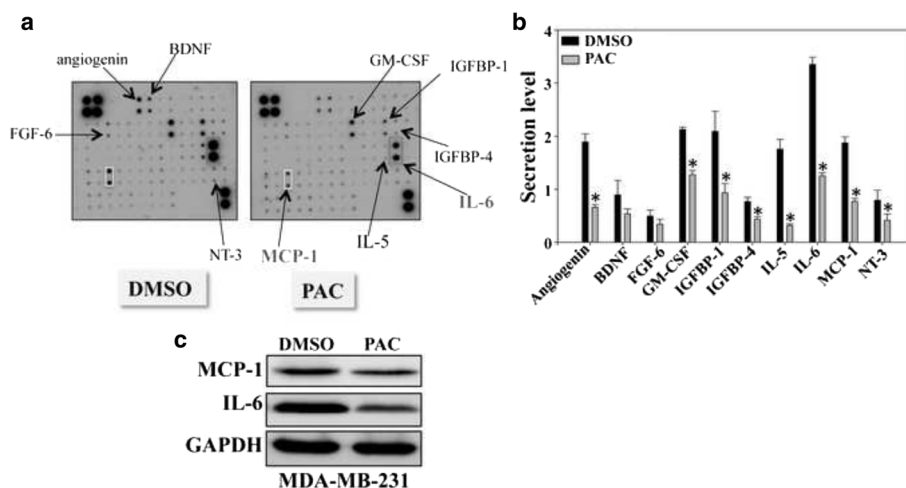 a
angiogenin
BDNF
GM-CSF
IGFBP-1
FGF-6
IGFBP-4
IL-6
NT-3
MCP-1
IL-5
DMSO
PAC
b
Secretion level
4
3
2
1
0
DMSO
PAC
*
*
*
*
*
*
*
*
Angiogenin
BDNF
FGF-6
GM-CSF
IGFBP-1
IGFBP-4
IL-5
IL-6
MCP-1
NT-3
c
DMSO PAC
MCP-1
IL-6
GAPDH
MDA-MB-231